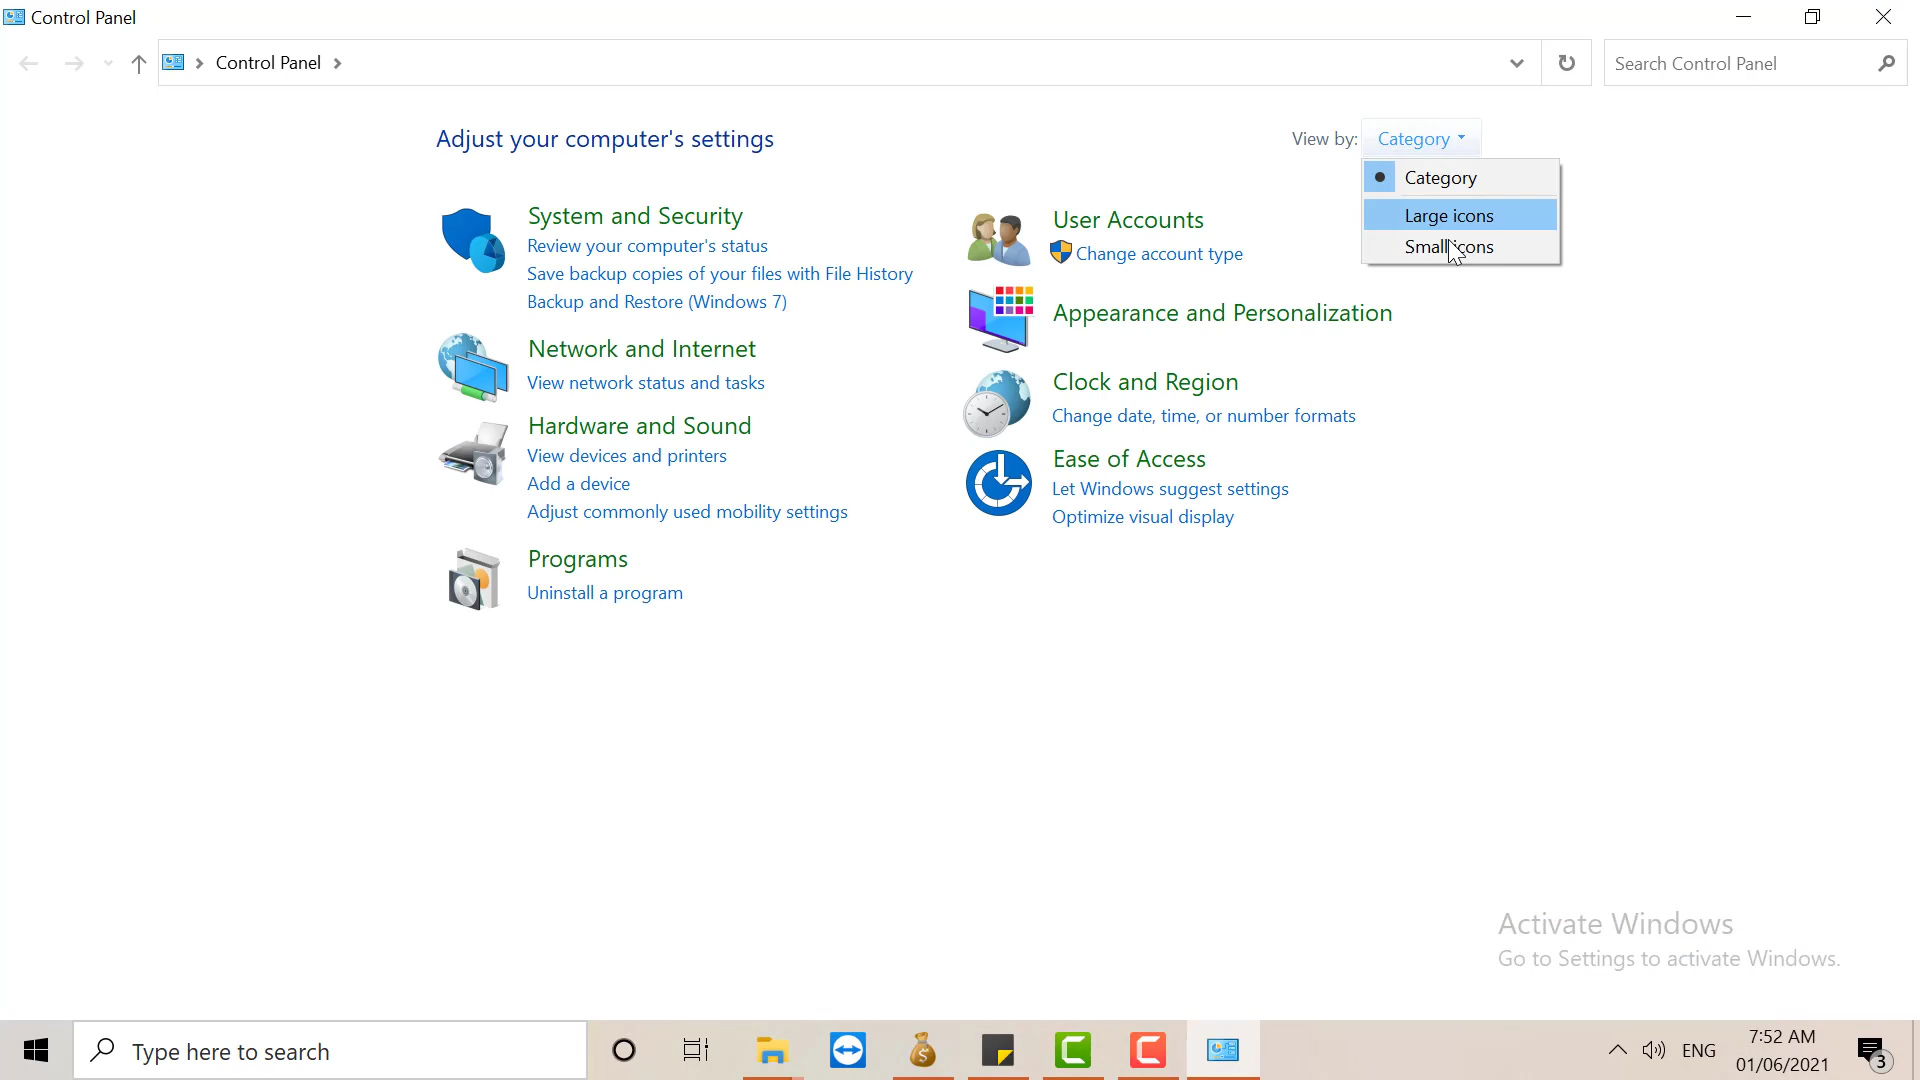 Control Panel
Control Panel
Search Control Panel
Adjust your computer's settings
View by: Category
Category
Large icons
Small icons
System and Security
Review your computer's status
Save backup copies of your files with File History
Backup and Restore (Windows 7)
Network and Internet
View network status and tasks
Hardware and Sound
View devices and printers
Add a device
Adjust commonly used mobility settings
Programs
Uninstall a program
User Accounts
Change account type
Appearance and Personalization
Clock and Region
Change date, time, or number formats
Ease of Access
Let Windows suggest settings
Optimize visual display
Activate Windows
Go to Settings to activate Windows.
Type here to search
ENG
7:52 AM
01/06/2021
3